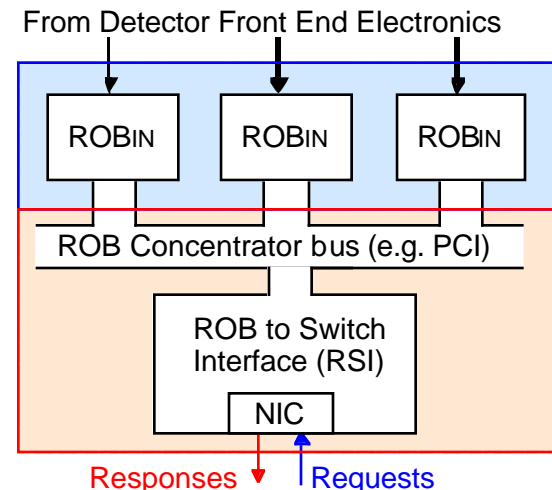 From Detector Front End Electronics
ROBIN ROBIN ROBIN
ROB Concentrator bus (e.g. PCI)
ROB to Switch
Interface (RSI)
NIC
Responses Requests